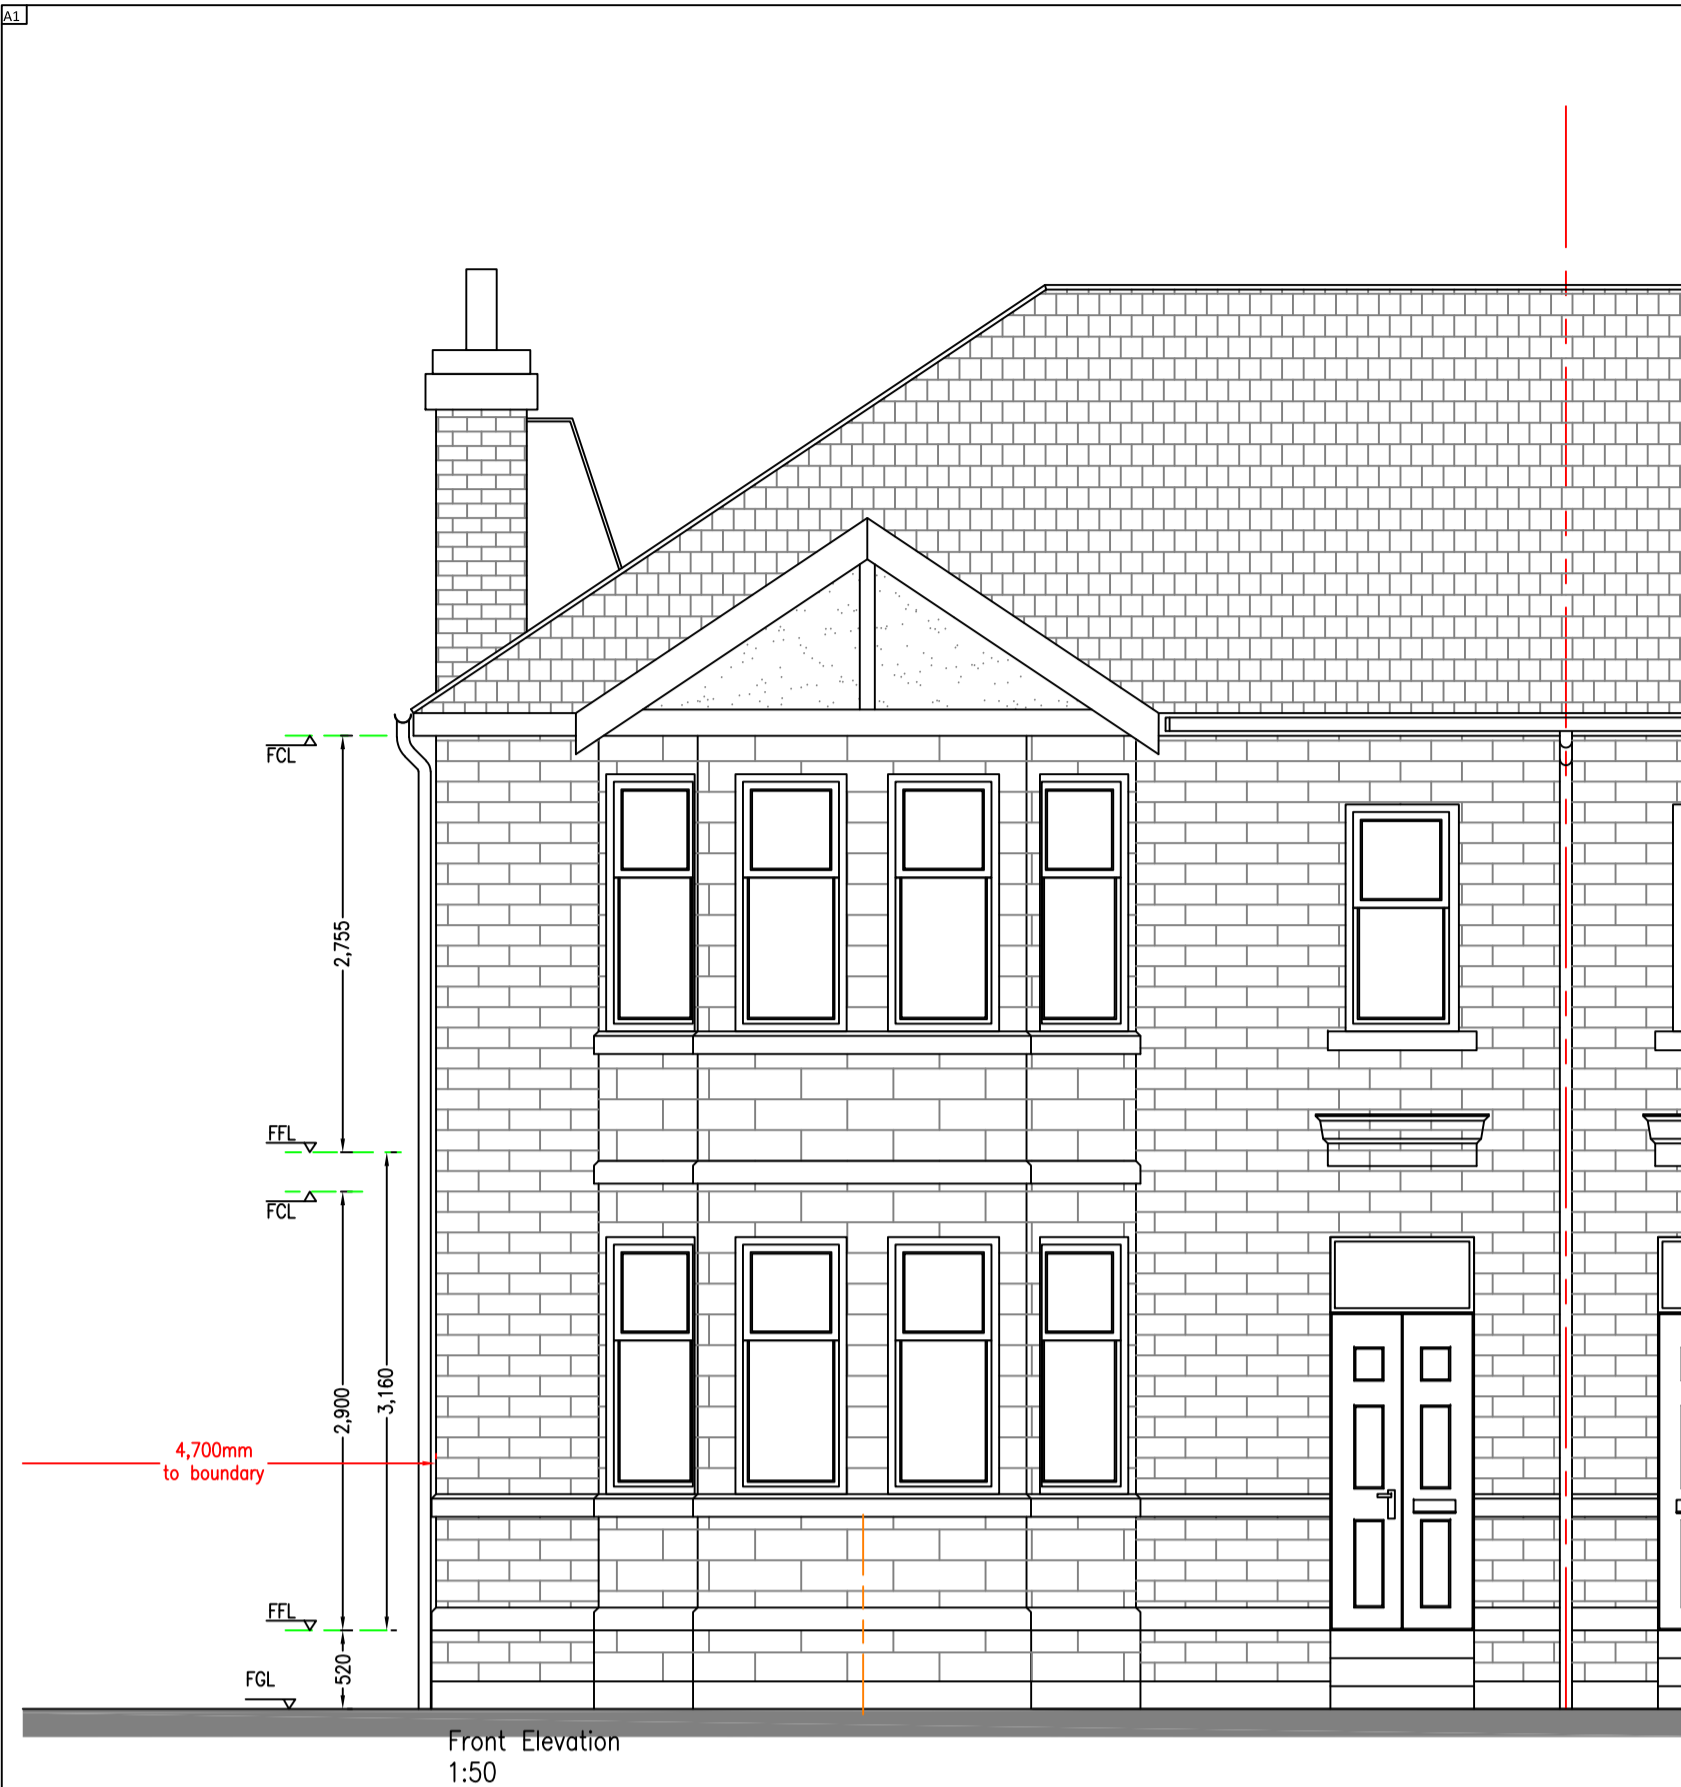 A1
FCL
2,755
FFL
FCL
2,900
3,160
4,700mm
to boundary
FFL
520
FGL
Front Elevation
1:50